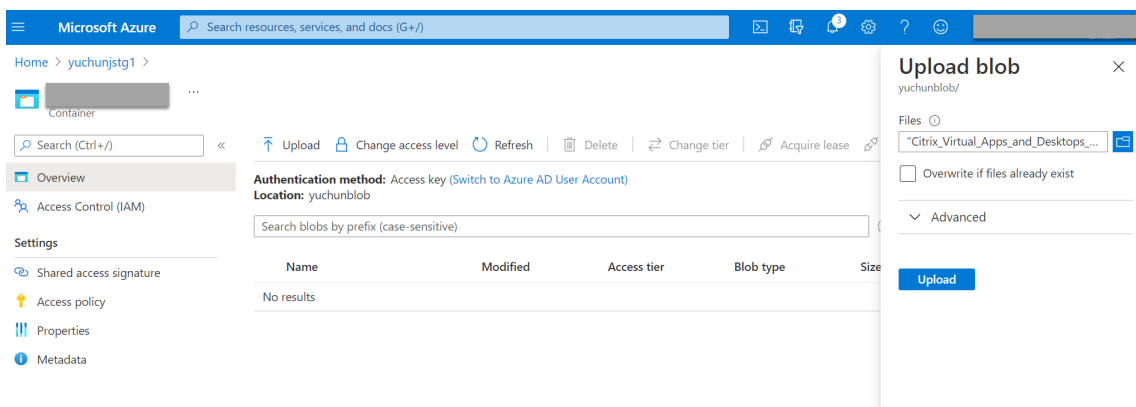 Microsoft Azure
Search resources, services, and docs (G+/)
3
Home > yuchunjstg1 >
...
Container
Search (Ctrl+/)
«
Overview
Access Control (IAM)
Settings
Shared access signature
Access policy
Properties
Metadata
Upload Change access level Refresh Delete Change tier Acquire lease
Authentication method: Access key (Switch to Azure AD User Account)
Location: yuchunblob
Search blobs by prefix (case-sensitive)
Name Modified Access tier Blob type Size
No results
Upload blob
yuchunblob/
Files
"Citrix_Virtual_Apps_and_Desktops_...
Overwrite if files already exist
Advanced
Upload